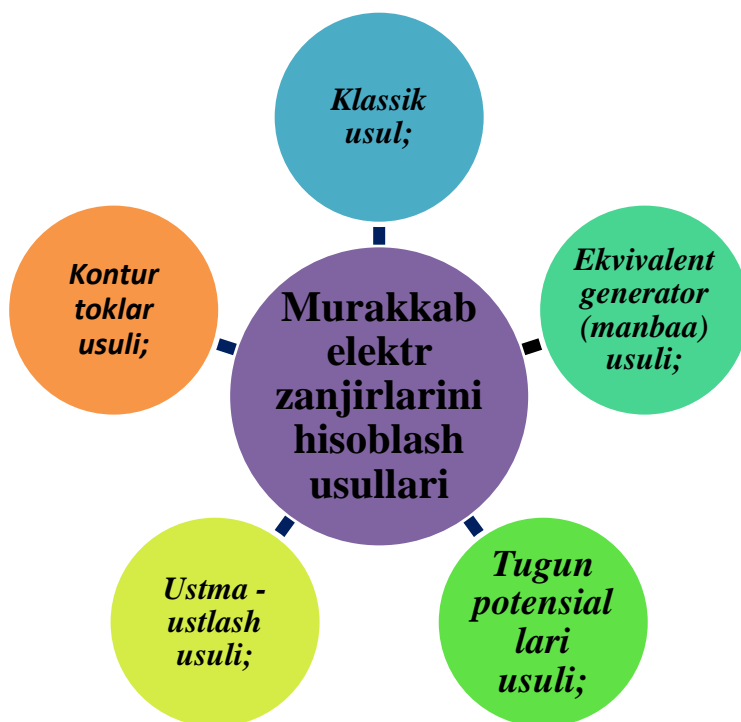 Klassik
usul;
Kontur
toklar
usuli;
Ekvivalent
generator
(manbaa)
usuli;
Murakkab
elektr
zanjirlarini
hisoblash
usullari
Ustma -
ustlash
usuli;
Tugun
potensial
lari
usuli;